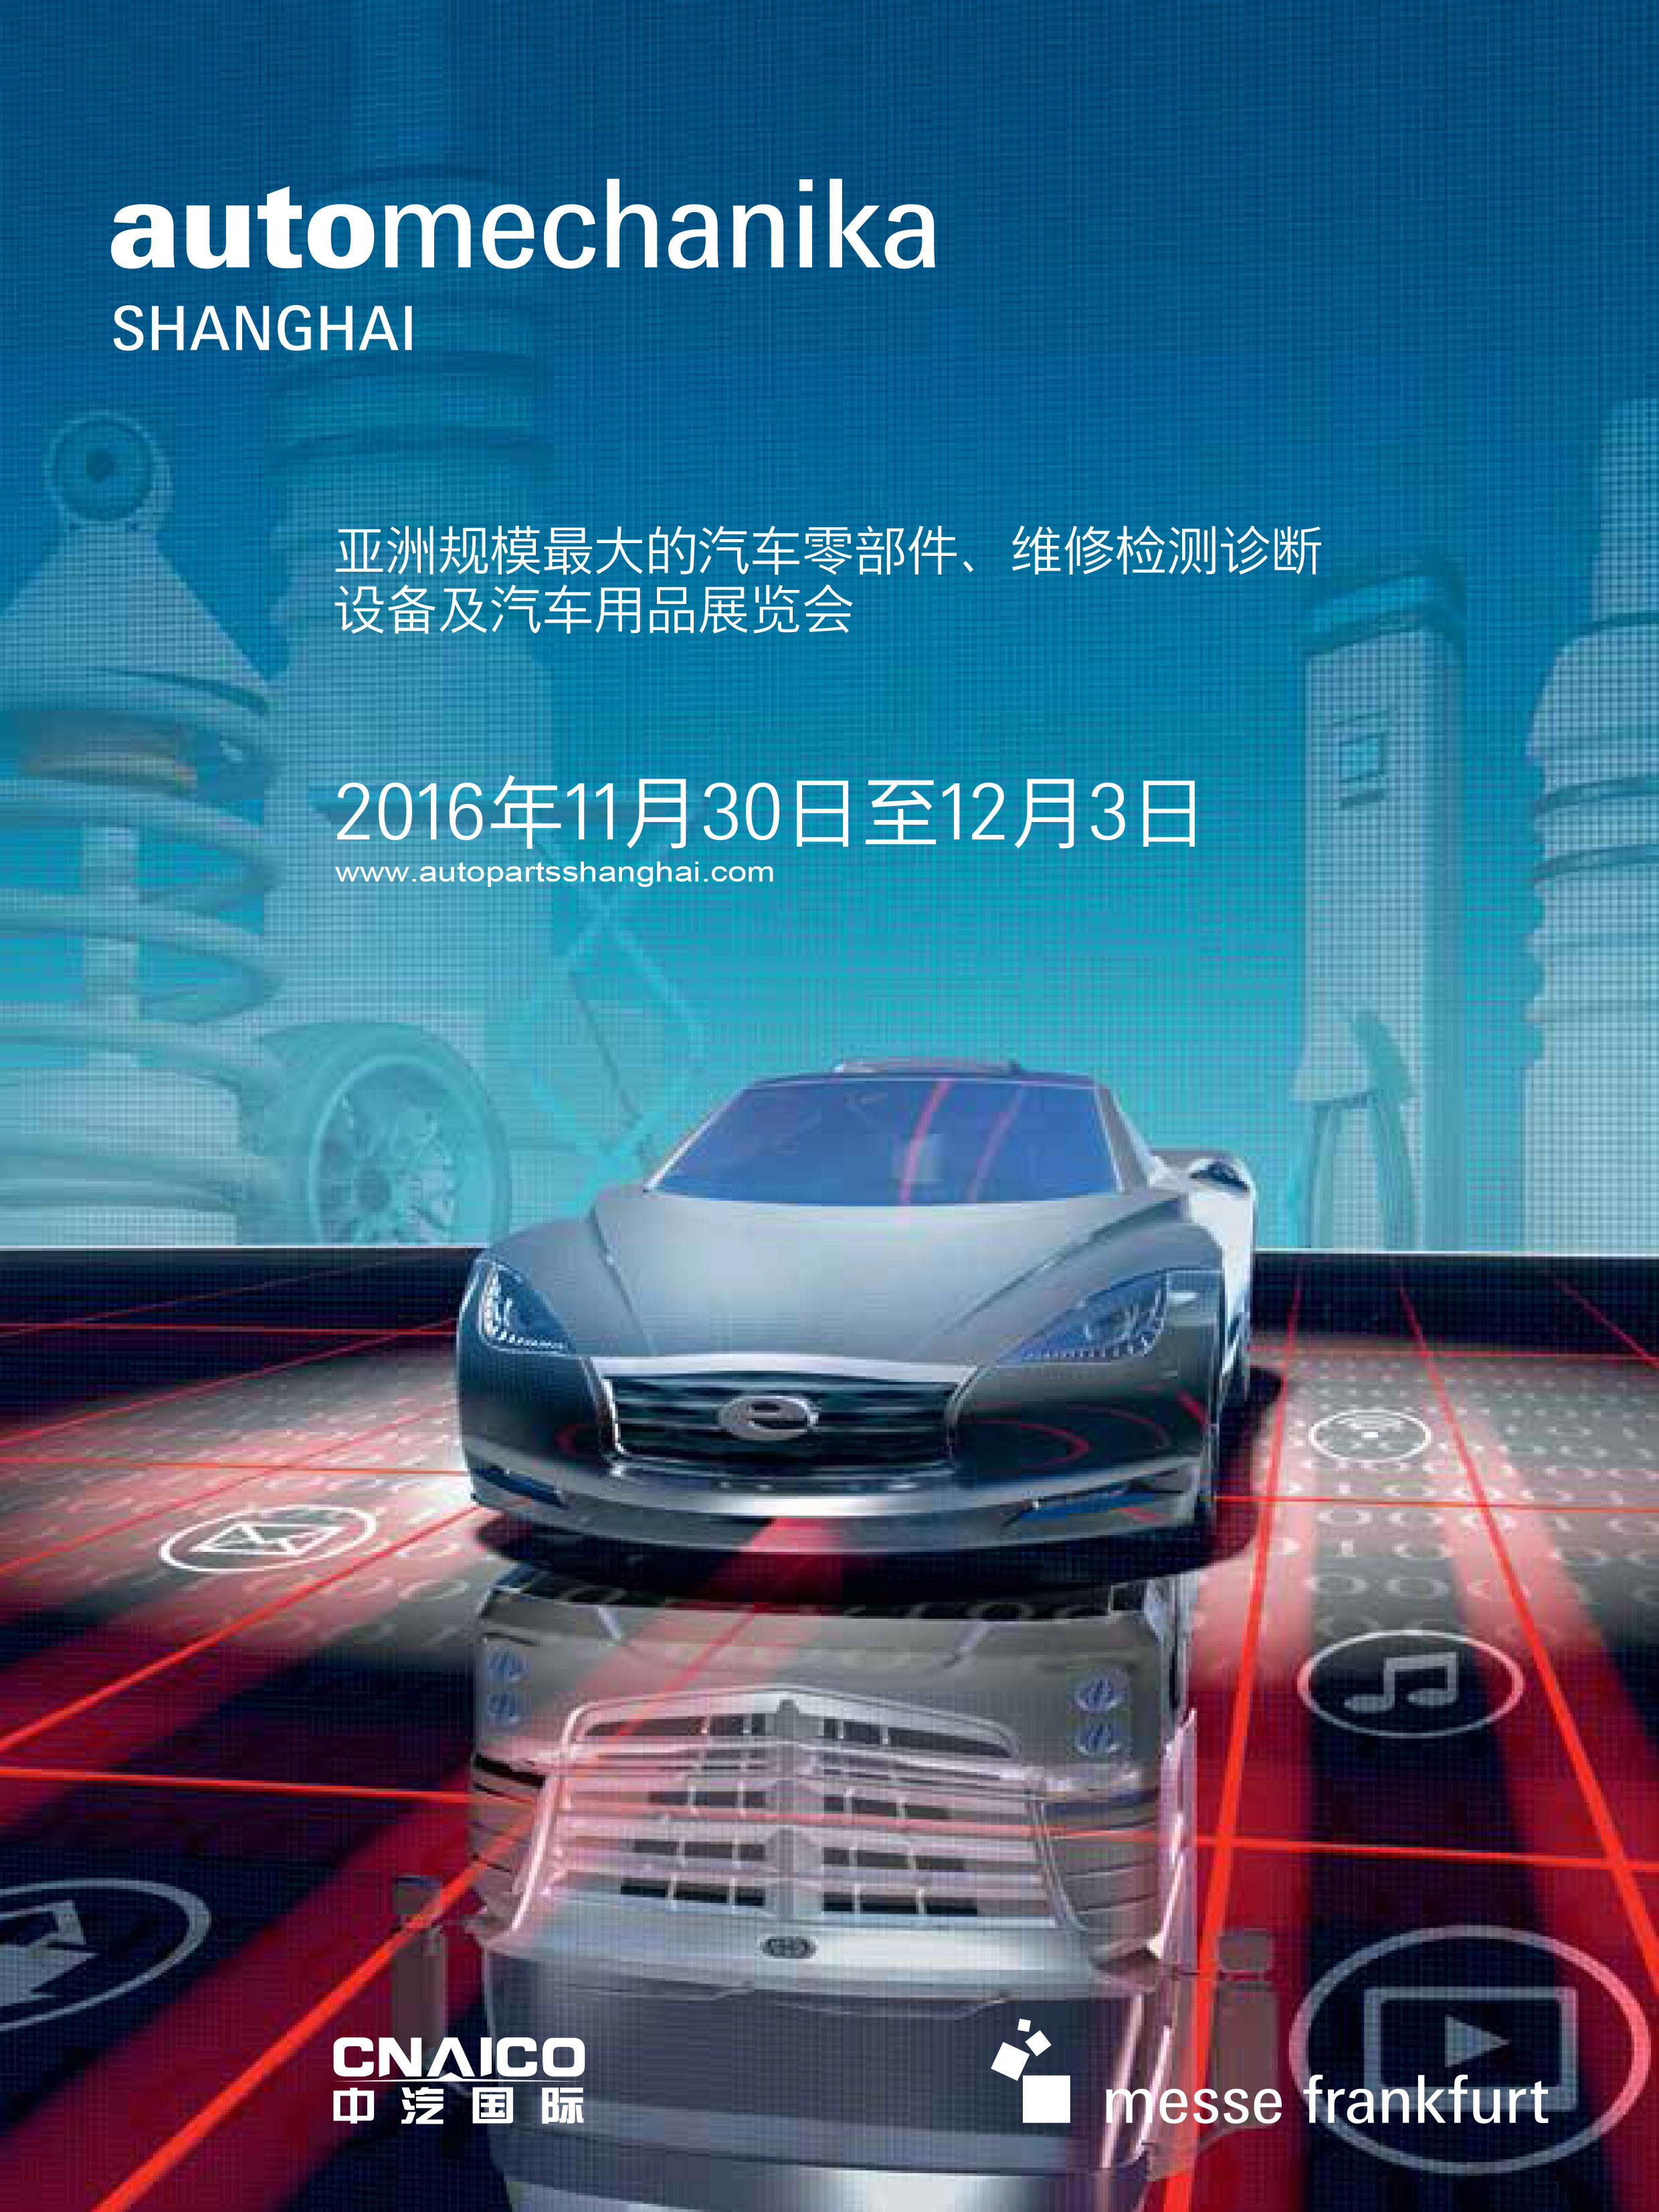 automechanika
SHANGHAI
亚洲规模最大的汽车零部件、维修检测诊断
设备及汽车用品展览会
2016年11月30日至12月3日
www.autopartsshanghai.com
e
CNAICO
中汽国际
messe frankfurt